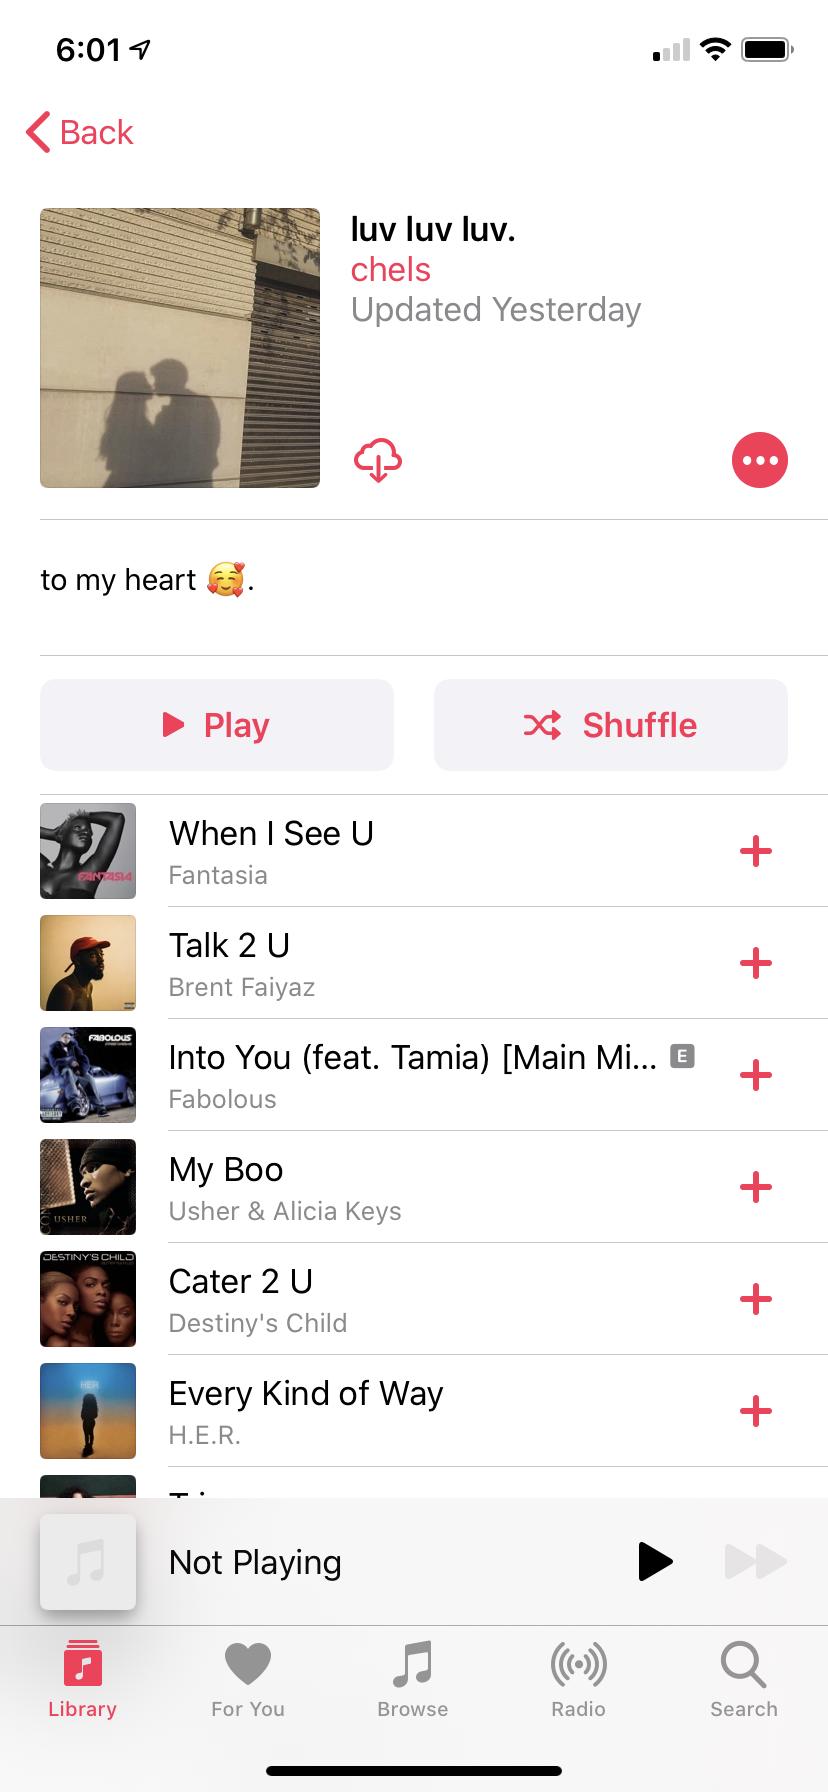 6:01
Back
luv luv luv.
chels
Updated Yesterday
to my heart 🥰.
Play
Shuffle
FANTASIA
When I See U
Fantasia
Talk 2 U
Brent Faiyaz
FABOLOUS
Into You (feat. Tamia) [Main Mi... E
Fabolous
USHER
My Boo
Usher & Alicia Keys
DESTINY'S CHILD
Cater 2 U
Destiny's Child
HER
Every Kind of Way
H.E.R.
Not Playing
Library
For You
Browse
Radio
Search